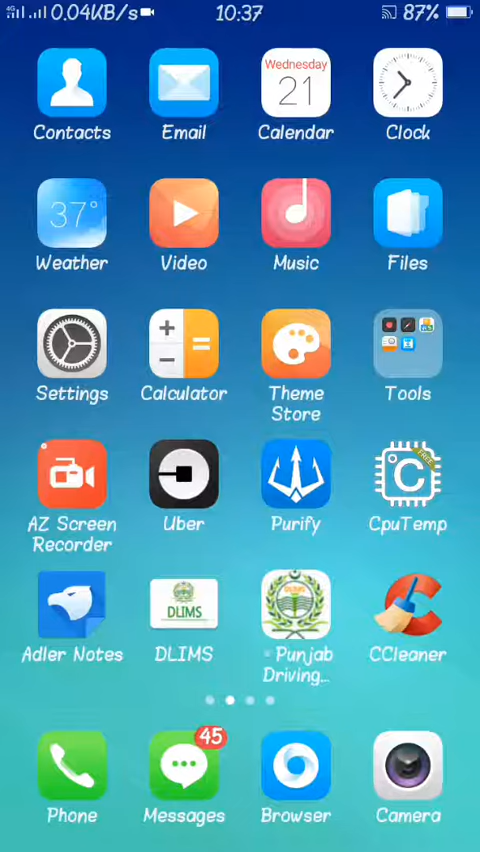 4G 0.04KB/s 10:37 87%
Contacts Email Wednesday 21 Calendar Clock
37° Weather Video Music Files
Settings Calculator Theme Store Tools
AZ Screen Recorder Uber Purify FREE C CpuTemp
Adler Notes DLIMS DLIMS Punjab Driving... CCleaner
Phone 45 Messages Browser Camera